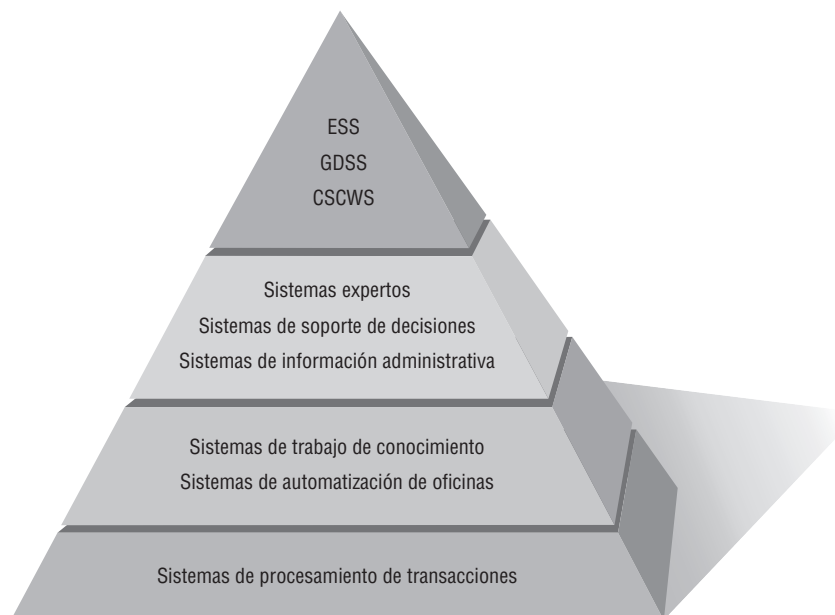 ESS
GDSS
CSCWS
Sistemas expertos
Sistemas de soporte de decisiones
Sistemas de información administrativa
Sistemas de trabajo de conocimiento
Sistemas de automatización de oficinas
Sistemas de procesamiento de transacciones